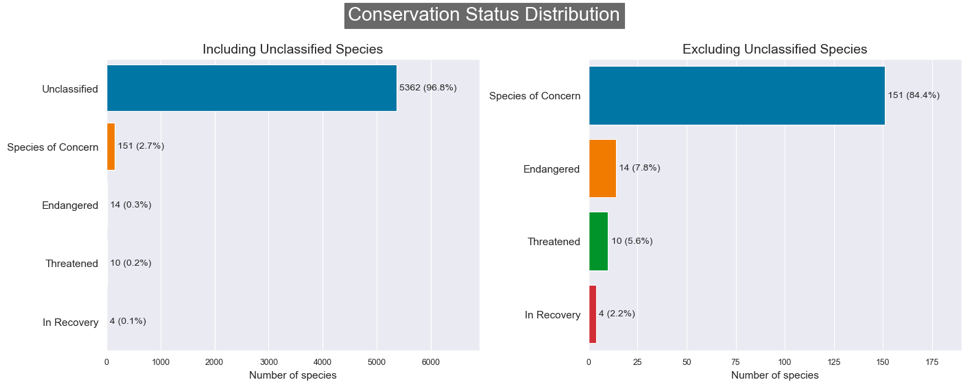 Conservation Status Distribution
Including Unclassified Species
Unclassified
5362 (96.8%)
Species of Concern
151 (2.7%)
Endangered
14 (0.3%)
Threatened
10 (0.2%)
In Recovery
4 (0.1%)
0 1000 2000 3000 4000 5000 6000
Number of species
Excluding Unclassified Species
Species of Concern
151 (84.4%)
Endangered
14 (7.8%)
Threatened
10 (5.6%)
In Recovery
4 (2.2%)
0 25 50 75 100 125 150 175
Number of species